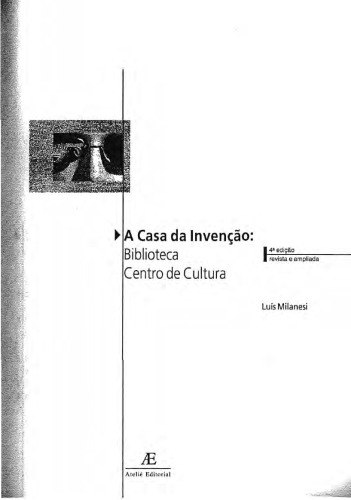 A Casa da Invenção:
Biblioteca
Centro de Cultura
4ª edição
revista e ampliada
Luís Milanesi
Æ
Ateliê Editorial